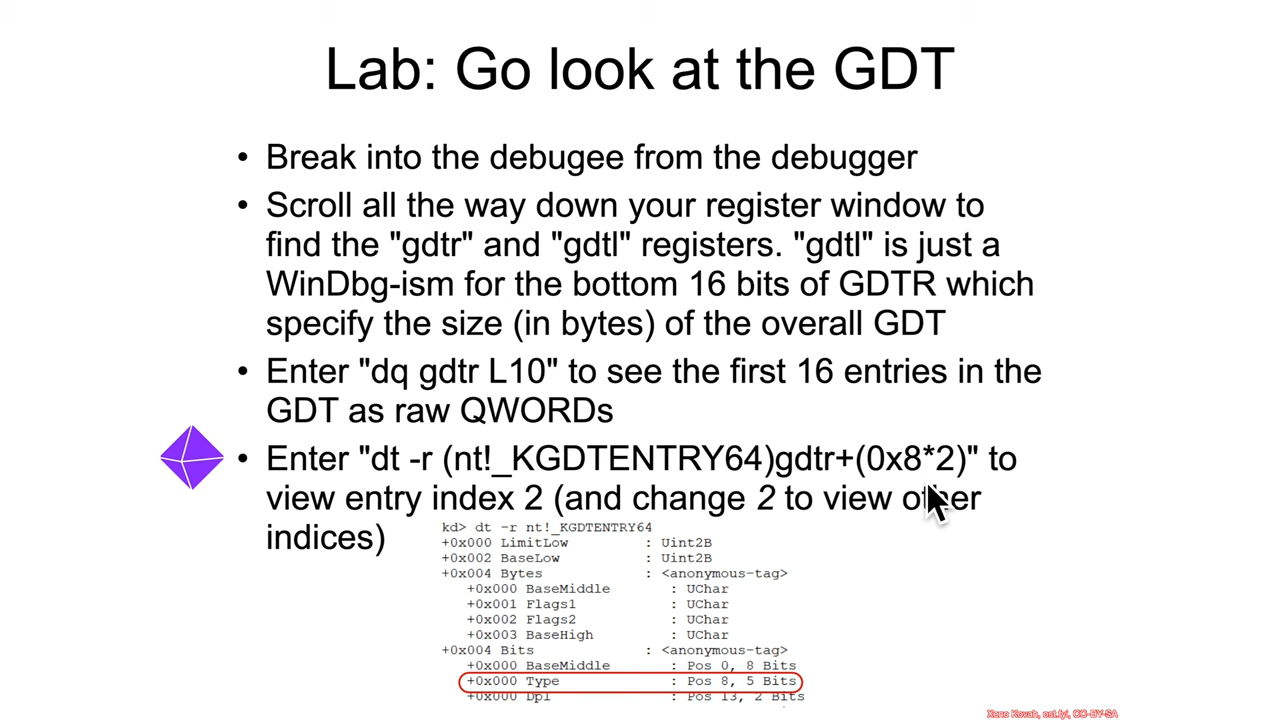 Lab: Go look at the GDT
• Break into the debugee from the debugger
• Scroll all the way down your register window to
find the "gdtr" and "gdtl" registers. "gdtl" is just a
WinDbg-ism for the bottom 16 bits of GDTR which
specify the size (in bytes) of the overall GDT
• Enter "dq gdtr L10" to see the first 16 entries in the
GDT as raw QWORDs
• Enter "dt -r (nt!_KGDTENTRY64)gdtr+(0x8*2)" to
view entry index 2 (and change 2 to view other
indices)
kd> dt -r nt!_KGDTENTRY64
+0x000 LimitLow : Uint2B
+0x002 BaseLow : Uint2B
+0x004 Bytes : <anonymous-tag>
+0x000 BaseMiddle : UChar
+0x001 Flags1 : UChar
+0x002 Flags2 : UChar
+0x003 BaseHigh : UChar
+0x004 Bits : <anonymous-tag>
+0x000 BaseMiddle : Pos 0, 8 Bits
+0x000 Type : Pos 8, 5 Bits
+0x000 Dpl : Pos 13, 2 Bits
Xeno Kovah, ost.fyi, CC-BY-SA